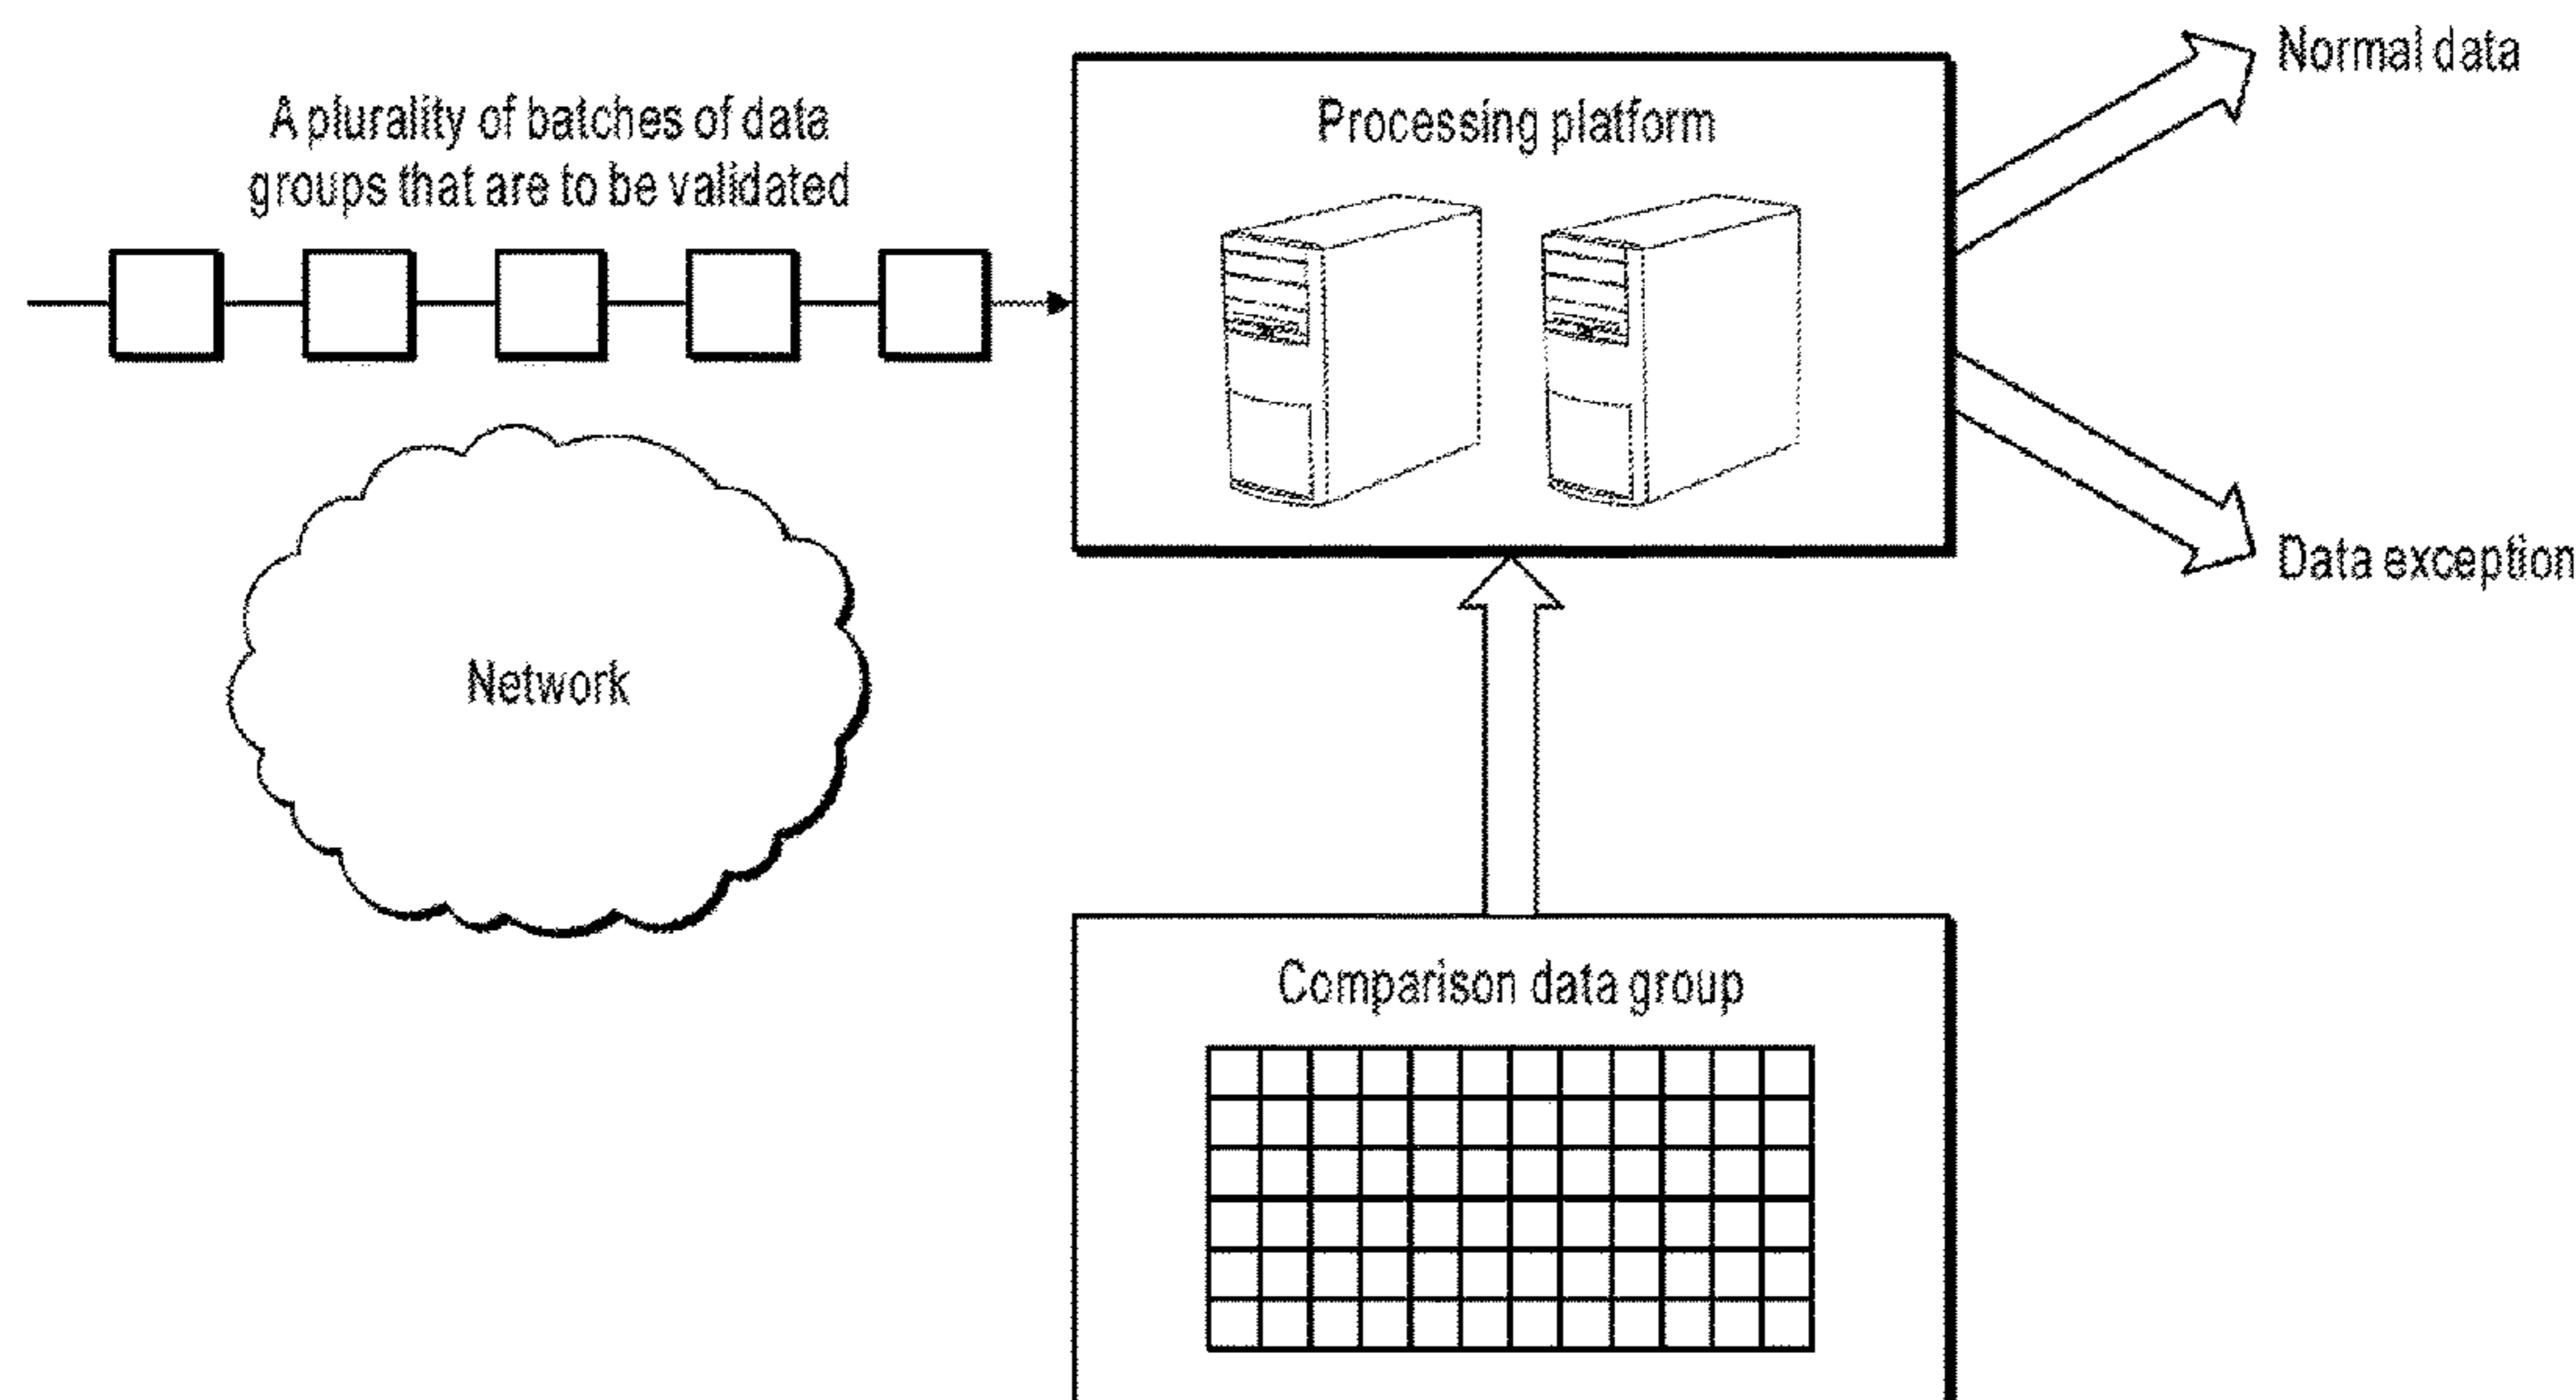 A plurality of batches of data
groups that are to be validated
Processing platform
Normal data
Data exception
Network
Comparison data group